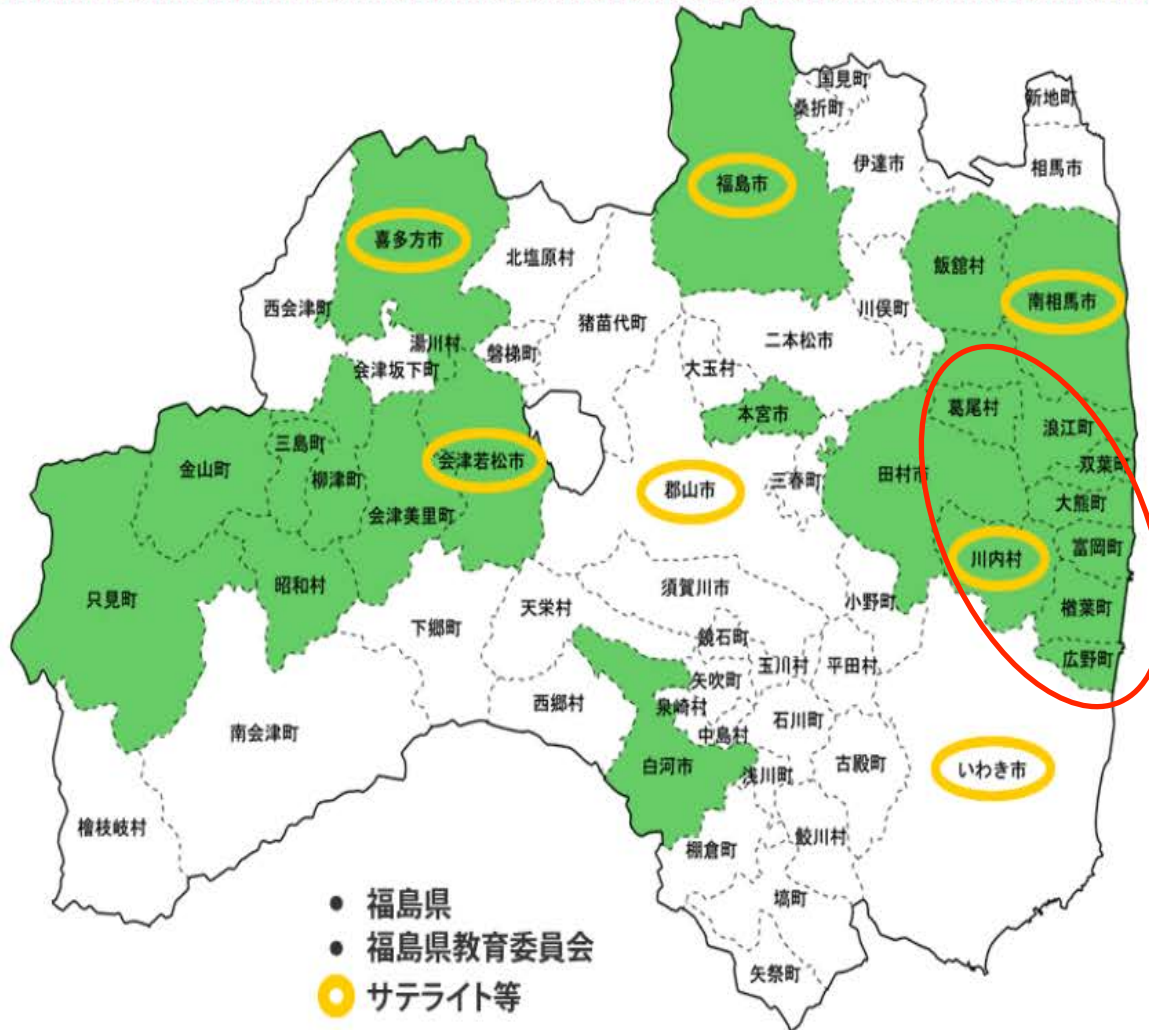 国見町
桑折町
新地町
伊達市
相馬市
福島市
喜多方市
北塩原村
飯舘村
南相馬市
西会津町
猪苗代町
川俣町
湯川村
磐梯町
二本松市
会津坂下町
大玉村
本宮市
葛尾村
浪江町
三島町
双葉町
金山町
柳津町
会津若松市
郡山市
三春町
田村市
大熊町
会津美里町
川内村
富岡町
只見町
昭和村
須賀川市
小野町
楢葉町
天栄村
下郷町
鏡石町
玉川村
平田村
広野町
矢吹町
西郷村
泉崎村
石川町
南会津町
中島村
白河市
浅川町
古殿町
いわき市
檜枝岐村
鮫川村
棚倉町
塙町
矢祭町
• 福島県
• 福島県教育委員会
サテライト等